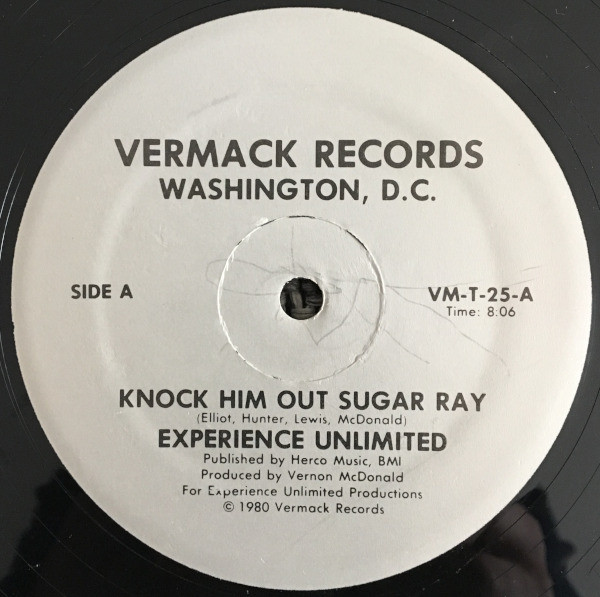 VERMACK RECORDS
WASHINGTON, D.C.
SIDE A
VM-T-25-A
Time: 8:06
KNOCK HIM OUT SUGAR RAY
(Elliot, Hunter, Lewis, McDonald)
EXPERIENCE UNLIMITED
Published by Herco Music, BMI
Produced by Vernon McDonald
For Experience Unlimited Productions
© 1980 Vermack Records